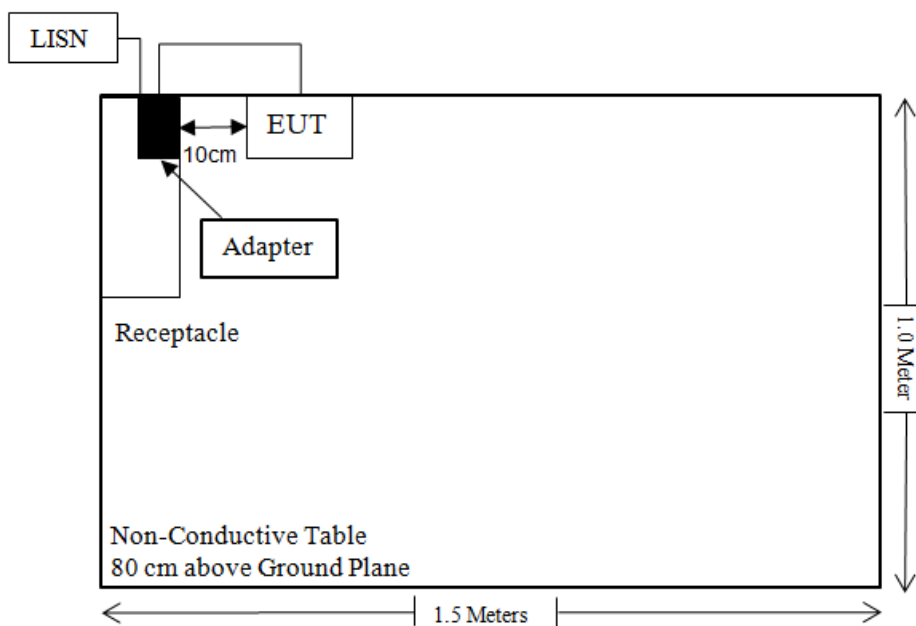 LISN
EUT
10cm
Adapter
Receptacle
1.0 Meter
Non-Conductive Table
80 cm above Ground Plane
1.5 Meters